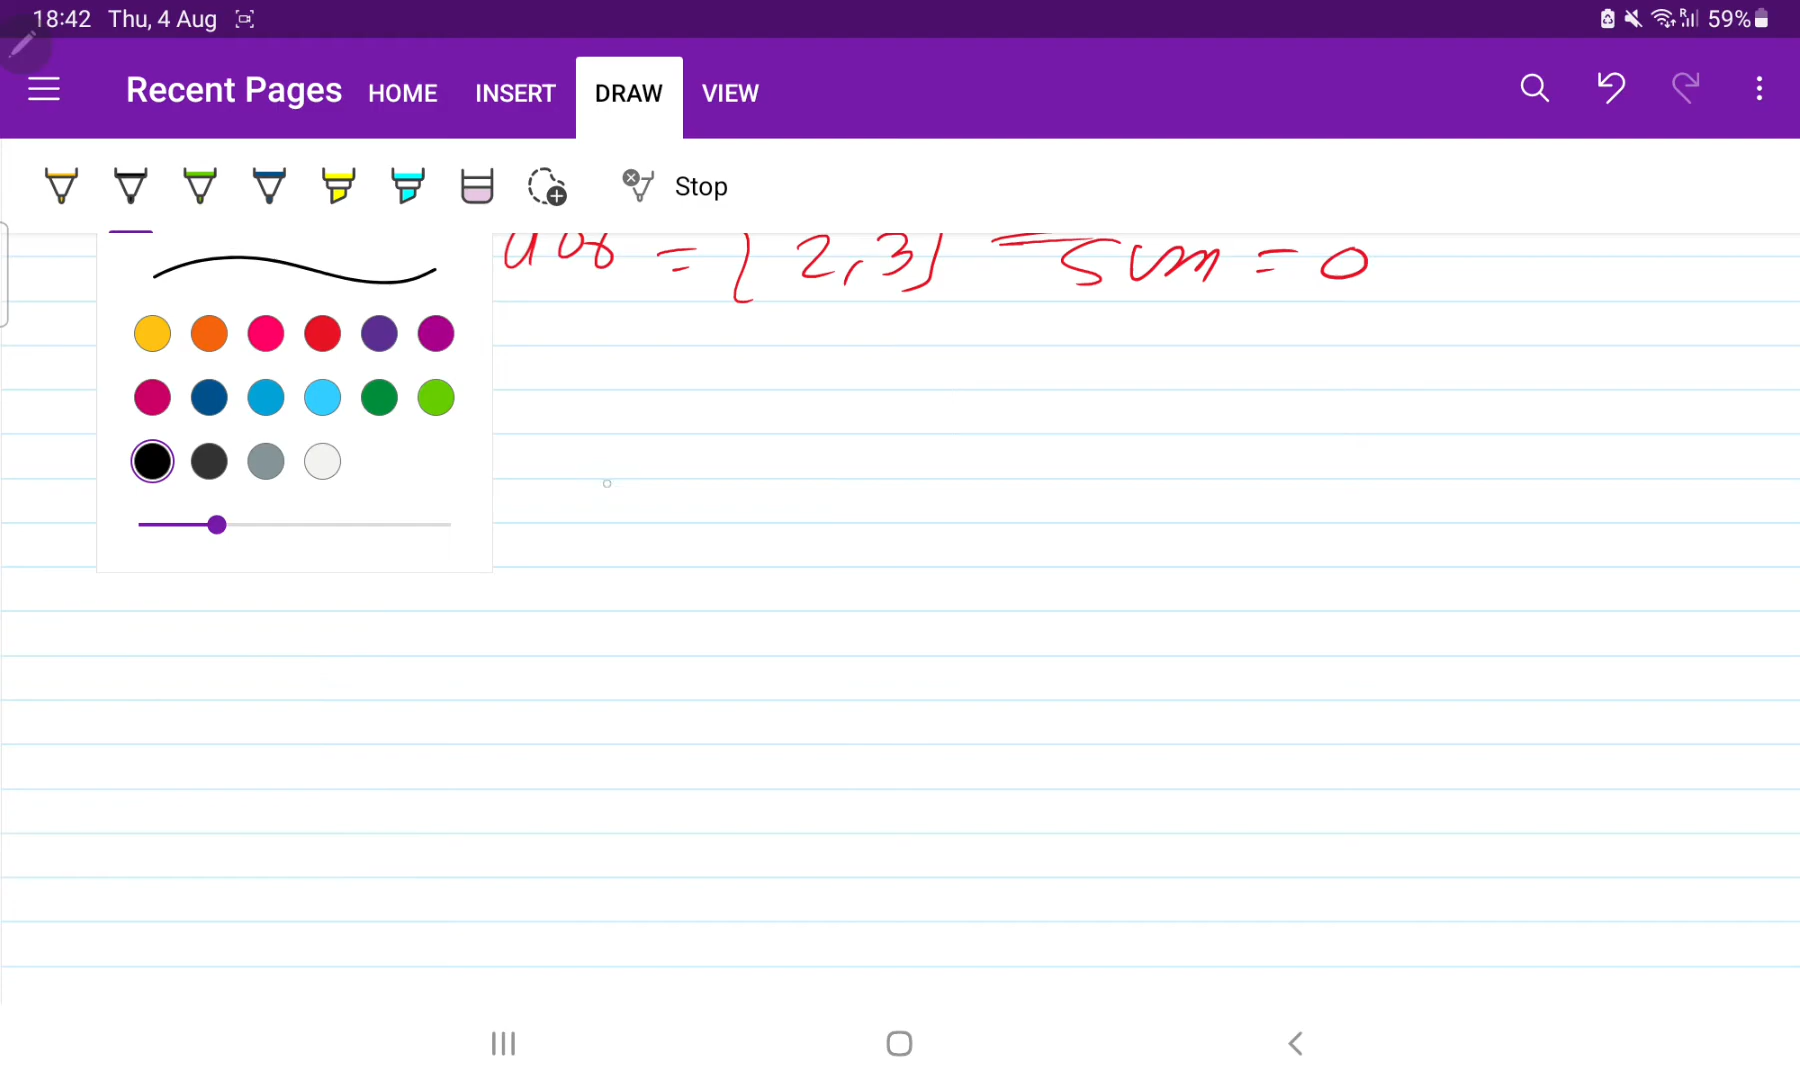 18:42 Thu, 4 Aug 59%
Recent Pages HOME INSERT DRAW VIEW
Stop
= [2,3] sum = 0